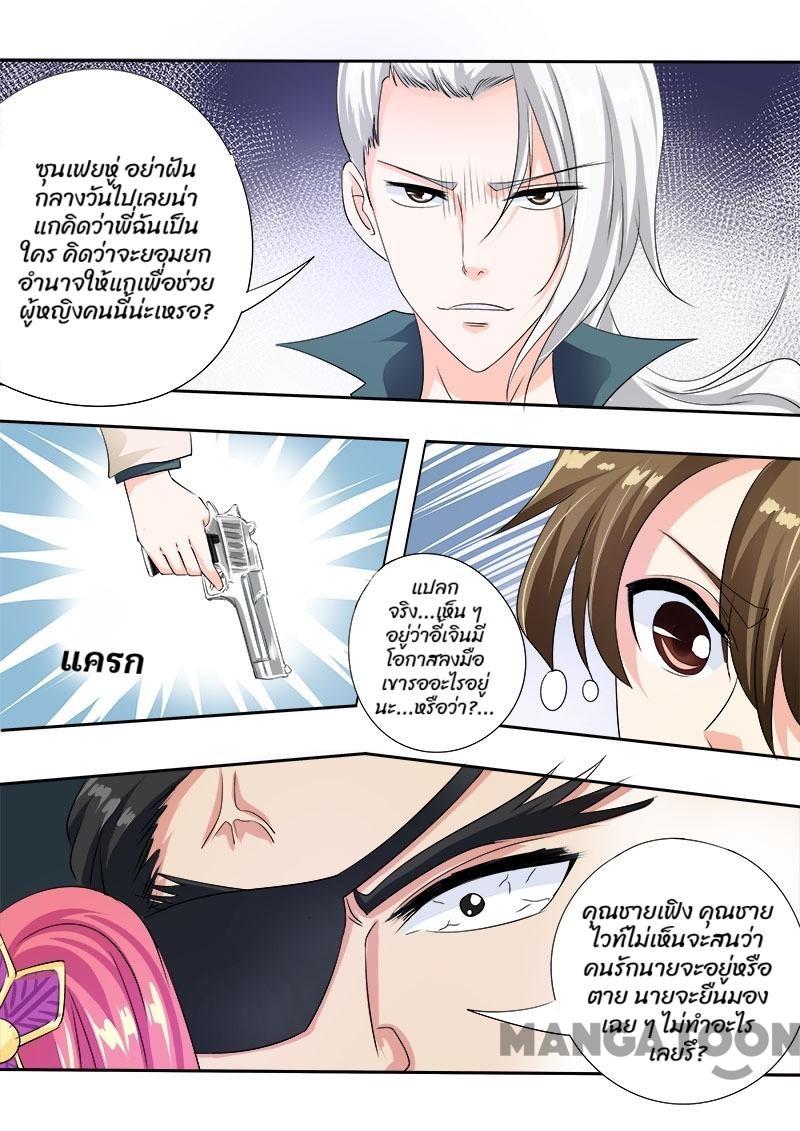 ซุนเฟยหู่ อย่าฝัน
กลางวันไปเลยน่า
แกคิดว่าพี่ฉันเป็น
ใคร คิดว่าจะยอมยก
อำนาจให้แกเพื่อช่วย
ผู้หญิงคนนี้น่ะเหรอ?
แครก
แปลก
จริง...เห็น ๆ
อยู่ว่าอี้เจินมี
โอกาสลงมือ
เขารออะไรอยู่
นะ...หรือว่า?...
คุณชายเฟิง คุณชาย
ไวท์ไม่เห็นจะสนว่า
คนรักนายจะอยู่หรือ
ตาย นายจะยืนมอง
เฉย ๆ ไม่ทำอะไร
เลยรึ?
MANGATOON